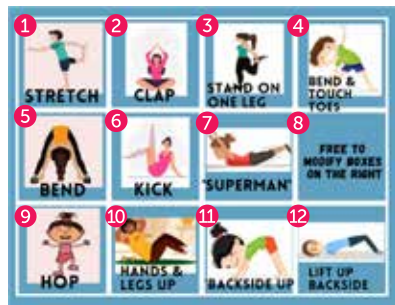 1
STRETCH
2
CLAP
3
STAND ON
ONE LEG
4
BEND &
TOUCH
TOES
5
BEND
6
KICK
7
"SUPERMAN"
8
FREE TO
MODIFY BOXES
ON THE RIGHT
9
HOP
10
HANDS &
LEGS UP
11
"BACKSIDE UP
12
LIFT UP
BACKSIDE